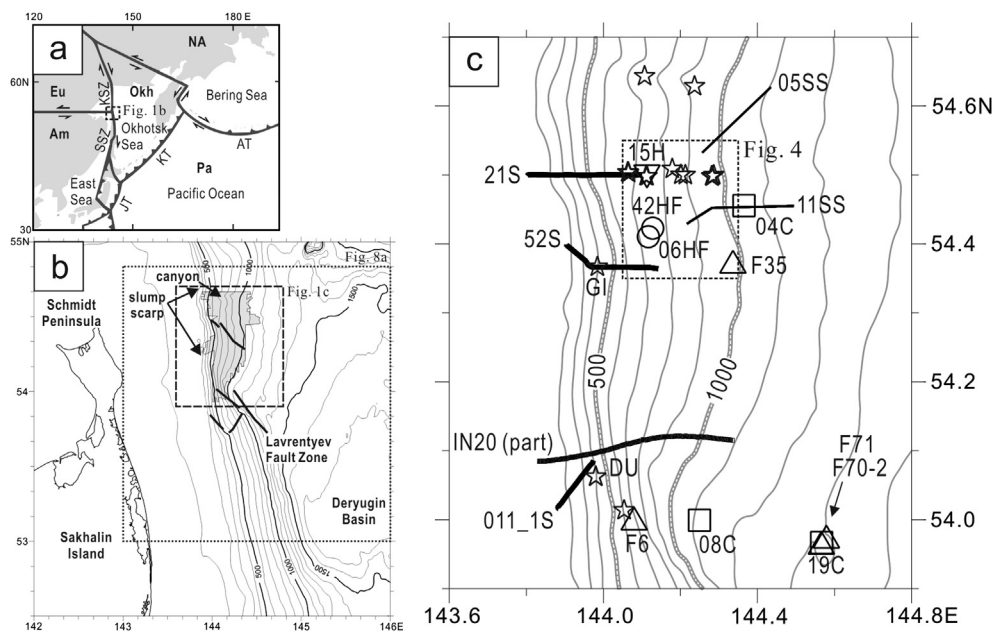 120
150
180 E
a
NA
60N
Eu
KSZ
Okh
Bering Sea
Fig. 1b
Am
SSZ
Okhotsk
Sea
KT
AT
Pa
East
Sea
JT
Pacific Ocean
30
55N
b
canyon
500
1000
Fig. 8a
Schmidt
Peninsula
slump
scarp
Fig. 1c
1500
54
Lavrentyev
Fault Zone
Deryugin
Basin
Sakhalin
Island
53
500
1000
1500
142
143
144
145
146E
c
05SS
54.6N
15H
Fig. 4
21S
42HF
11SS
04C
52S
06HF
54.4
F35
GI
500
1000
54.2
IN20 (part)
F71
F70-2
DU
011_1S
54.0
F6
08C
19C
143.6
144.0
144.4
144.8E